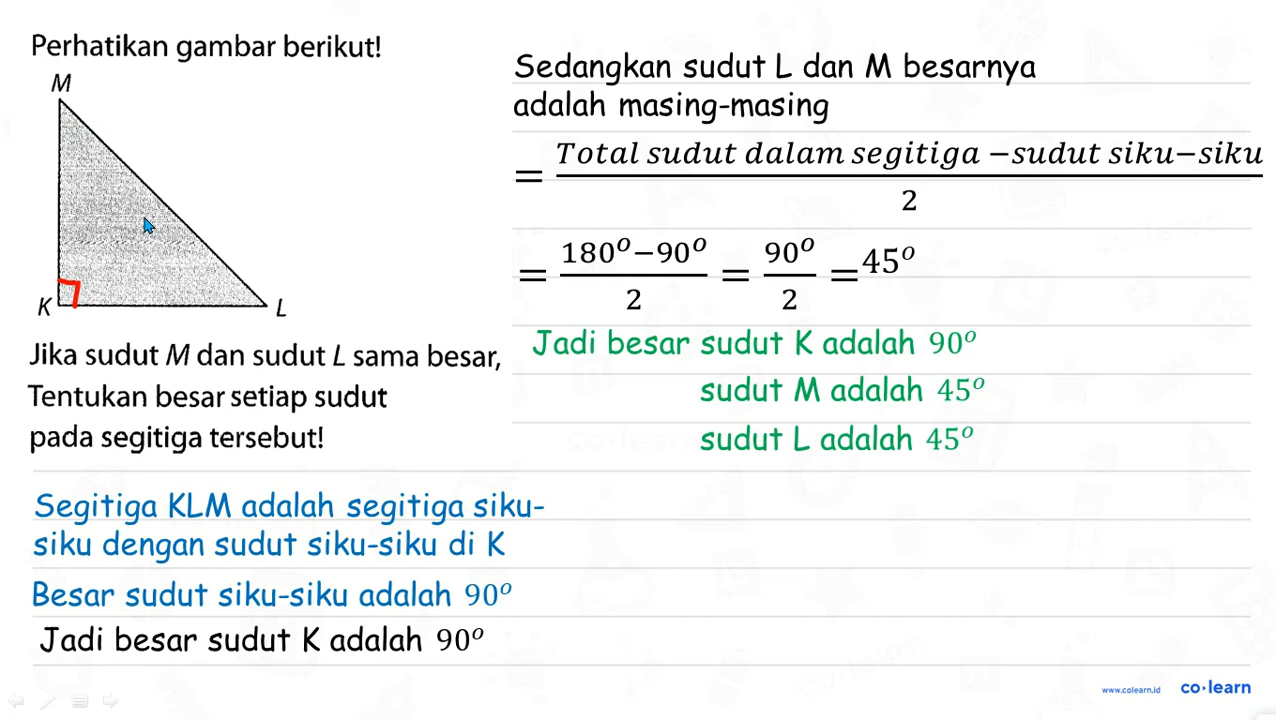 Perhatikan gambar berikut!
M
K
L
Jika sudut M dan sudut L sama besar,
Tentukan besar setiap sudut
pada segitiga tersebut!
Segitiga KLM adalah segitiga siku-
siku dengan sudut siku-siku di K
Besar sudut siku-siku adalah 90°
Jadi besar sudut K adalah 90°
Sedangkan sudut L dan M besarnya
adalah masing-masing
= Total sudut dalam segitiga −sudut siku−siku / 2
= 180° − 90° / 2 = 90° / 2 = 45°
Jadi besar sudut K adalah 90°
sudut M adalah 45°
sudut L adalah 45°
www.colearn.id co·learn